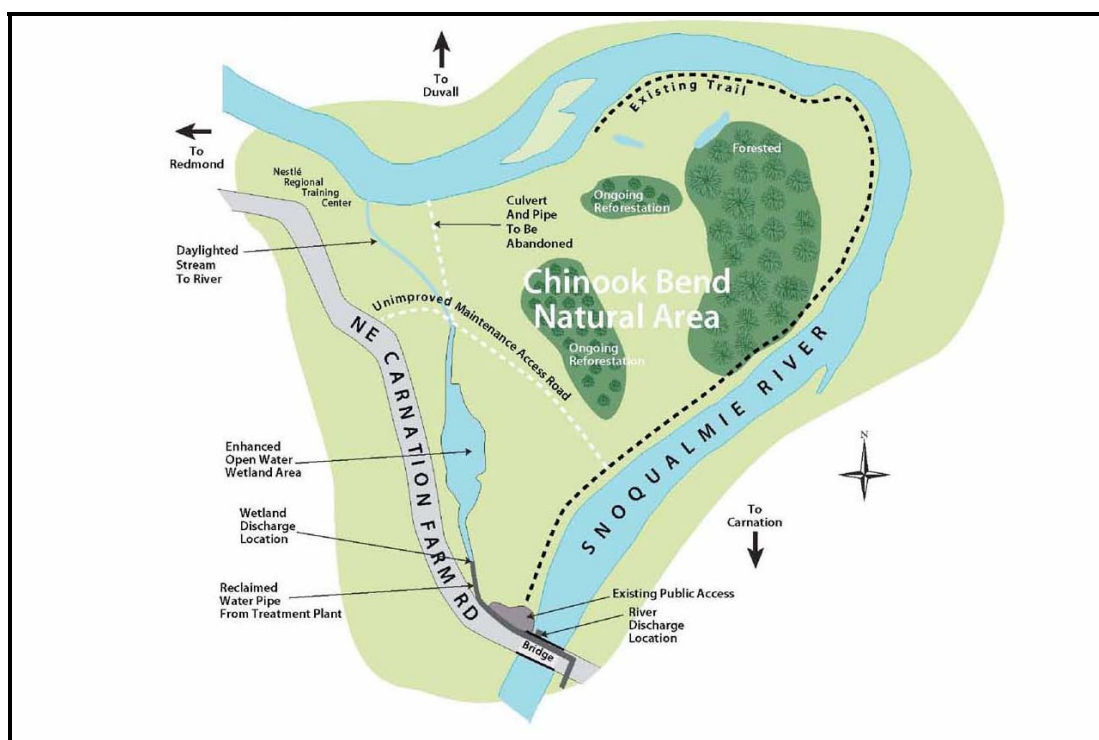 To
Duvall
To
Redmond
Existing Trail
Forested
Nestlé
Regional
Training
Center
Culvert
And Pipe
To Be
Abandoned
Ongoing
Reforestation
Daylighted
Stream
To River
Chinook Bend
Natural Area
Unimproved Maintenance Access Road
Ongoing
Reforestation
NE CARNATION FARM RD
SNOQUALMIE RIVER
N
Enhanced
Open Water
Wetland Area
Wetland
Discharge
Location
To
Carnation
Reclaimed
Water Pipe
From Treatment Plant
Existing Public Access
River
Discharge
Location
Bridge